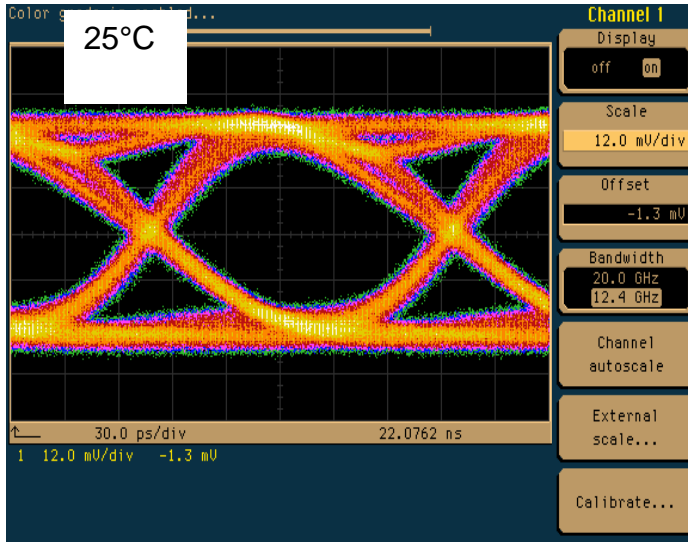 Color g
...
25°C
Channel 1
Display
off on
Scale
12.0 mV/div
Offset
-1.3 mV
Bandwidth
20.0 GHz
12.4 GHz
Channel
autoscale
External
scale...
Calibrate...
30.0 ps/div 22.0762 ns
1 12.0 mV/div -1.3 mV